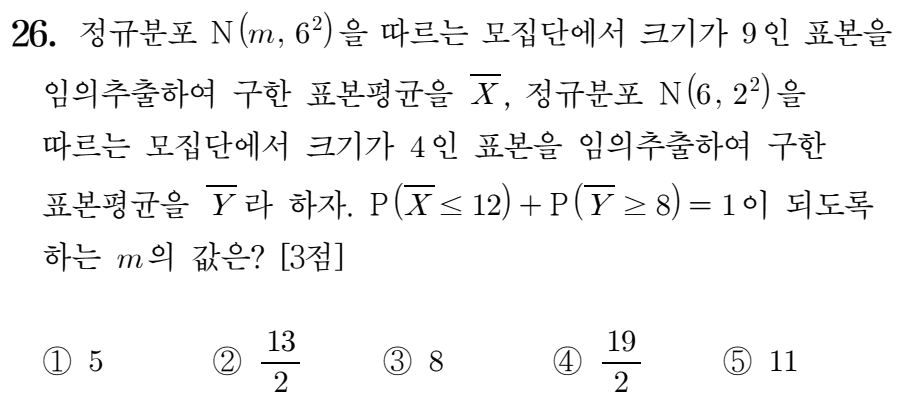 26. 정규분포 N(m, 6²)을 따르는 모집단에서 크기가 9인 표본을
임의추출하여 구한 표본평균을 X̅, 정규분포 N(6, 2²)을
따르는 모집단에서 크기가 4인 표본을 임의추출하여 구한
표본평균을 Y̅라 하자. P(X̅ ≤ 12) + P(Y̅ ≥ 8) = 1이 되도록
하는 m의 값은? [3점]
① 5 ② 13/2 ③ 8 ④ 19/2 ⑤ 11